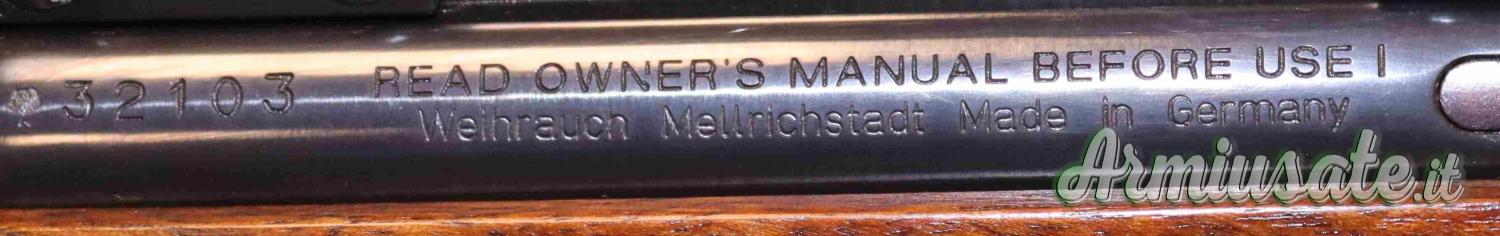 32103 READ OWNER'S MANUAL BEFORE USE !
Weihrauch Mellrichstadt Made in Germany
Armiusate.it